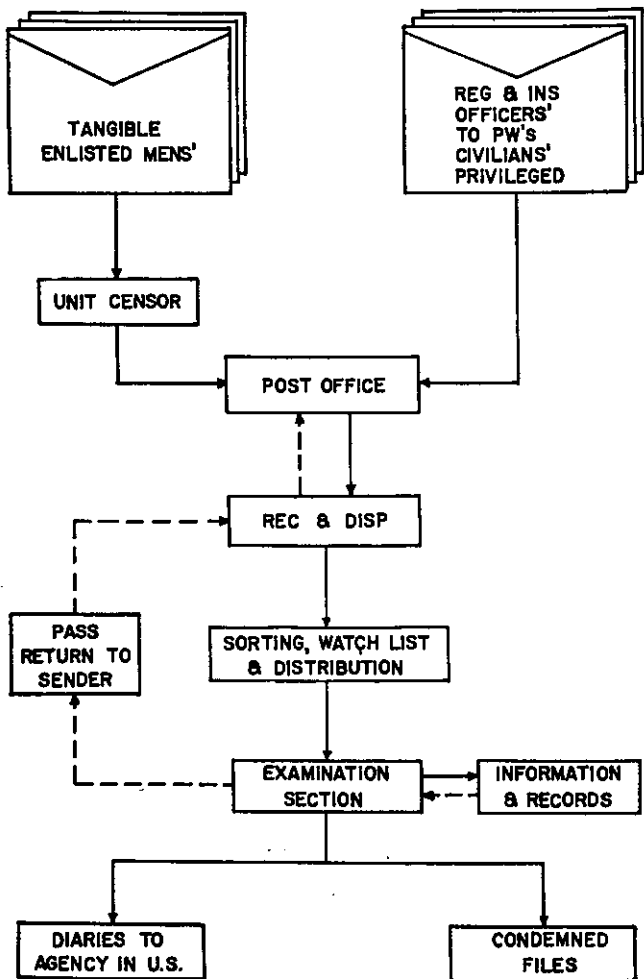 TANGIBLE
ENLISTED MENS'
REG & INS
OFFICERS'
TO PW'S
CIVILIANS'
PRIVILEGED
UNIT CENSOR
POST OFFICE
REC & DISP
PASS
RETURN TO
SENDER
SORTING, WATCH LIST
& DISTRIBUTION
EXAMINATION
SECTION
INFORMATION
& RECORDS
DIARIES TO
AGENCY IN U.S.
CONDEMNED
FILES